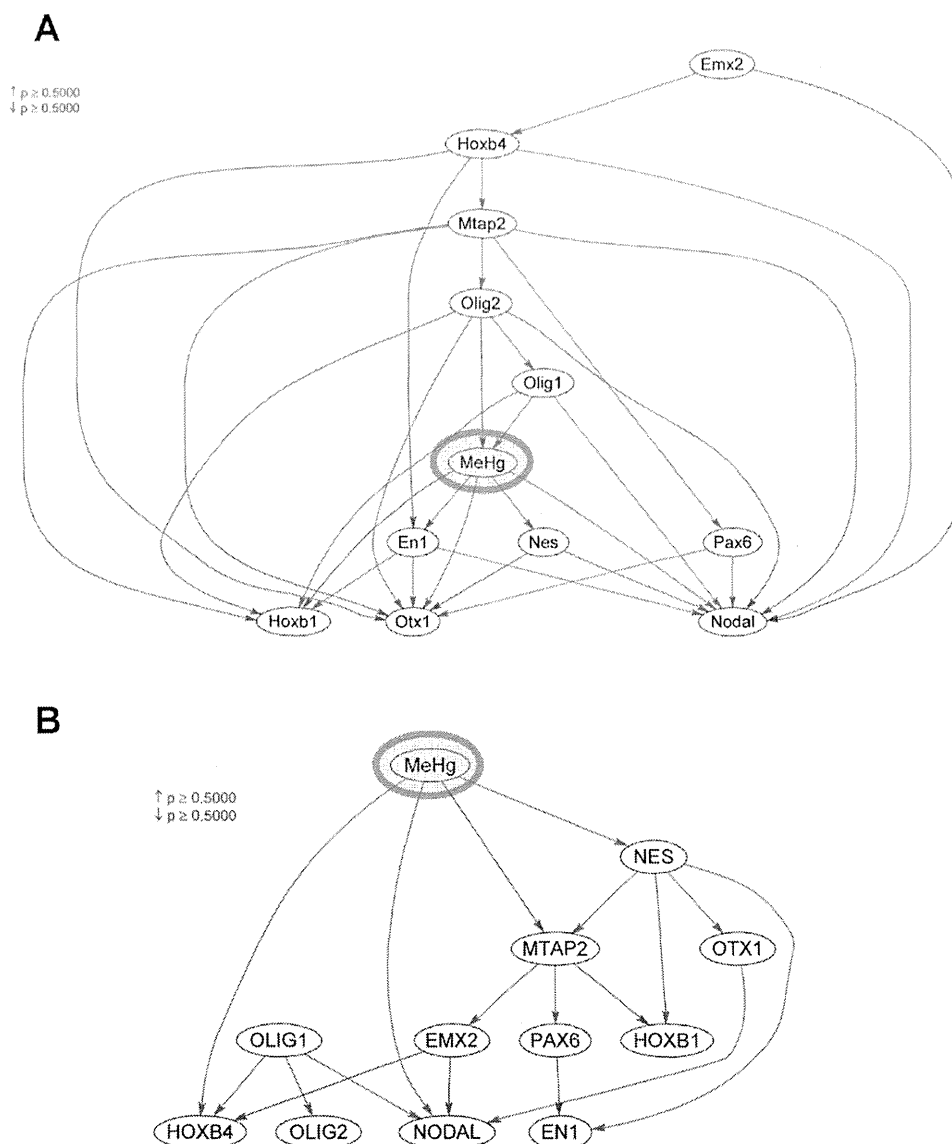 A
Emx2
↑ p ≥ 0.5000
↓ p ≥ 0.5000
Hoxb4
Mtap2
Olig2
Olig1
MeHg
En1 Nes Pax6
Hoxb1 Otx1 Nodal
B
MeHg
↑ p ≥ 0.5000
↓ p ≥ 0.5000
NES
MTAP2 OTX1
OLIG1 EMX2 PAX6 HOXB1
HOXB4 OLIG2 NODAL EN1